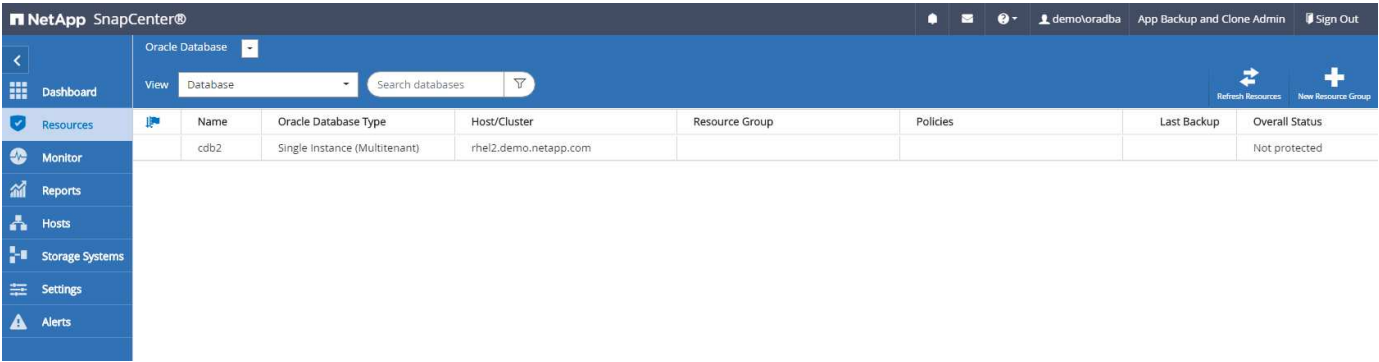 NetApp SnapCenter® demo\oradba App Backup and Clone Admin Sign Out
Oracle Database
View Database Search databases
Refresh Resources New Resource Group
Dashboard
Resources
Monitor
Reports
Hosts
Storage Systems
Settings
Alerts
Name Oracle Database Type Host/Cluster Resource Group Policies Last Backup Overall Status
cdb2 Single Instance (Multitenant) rhel2.demo.netapp.com Not protected